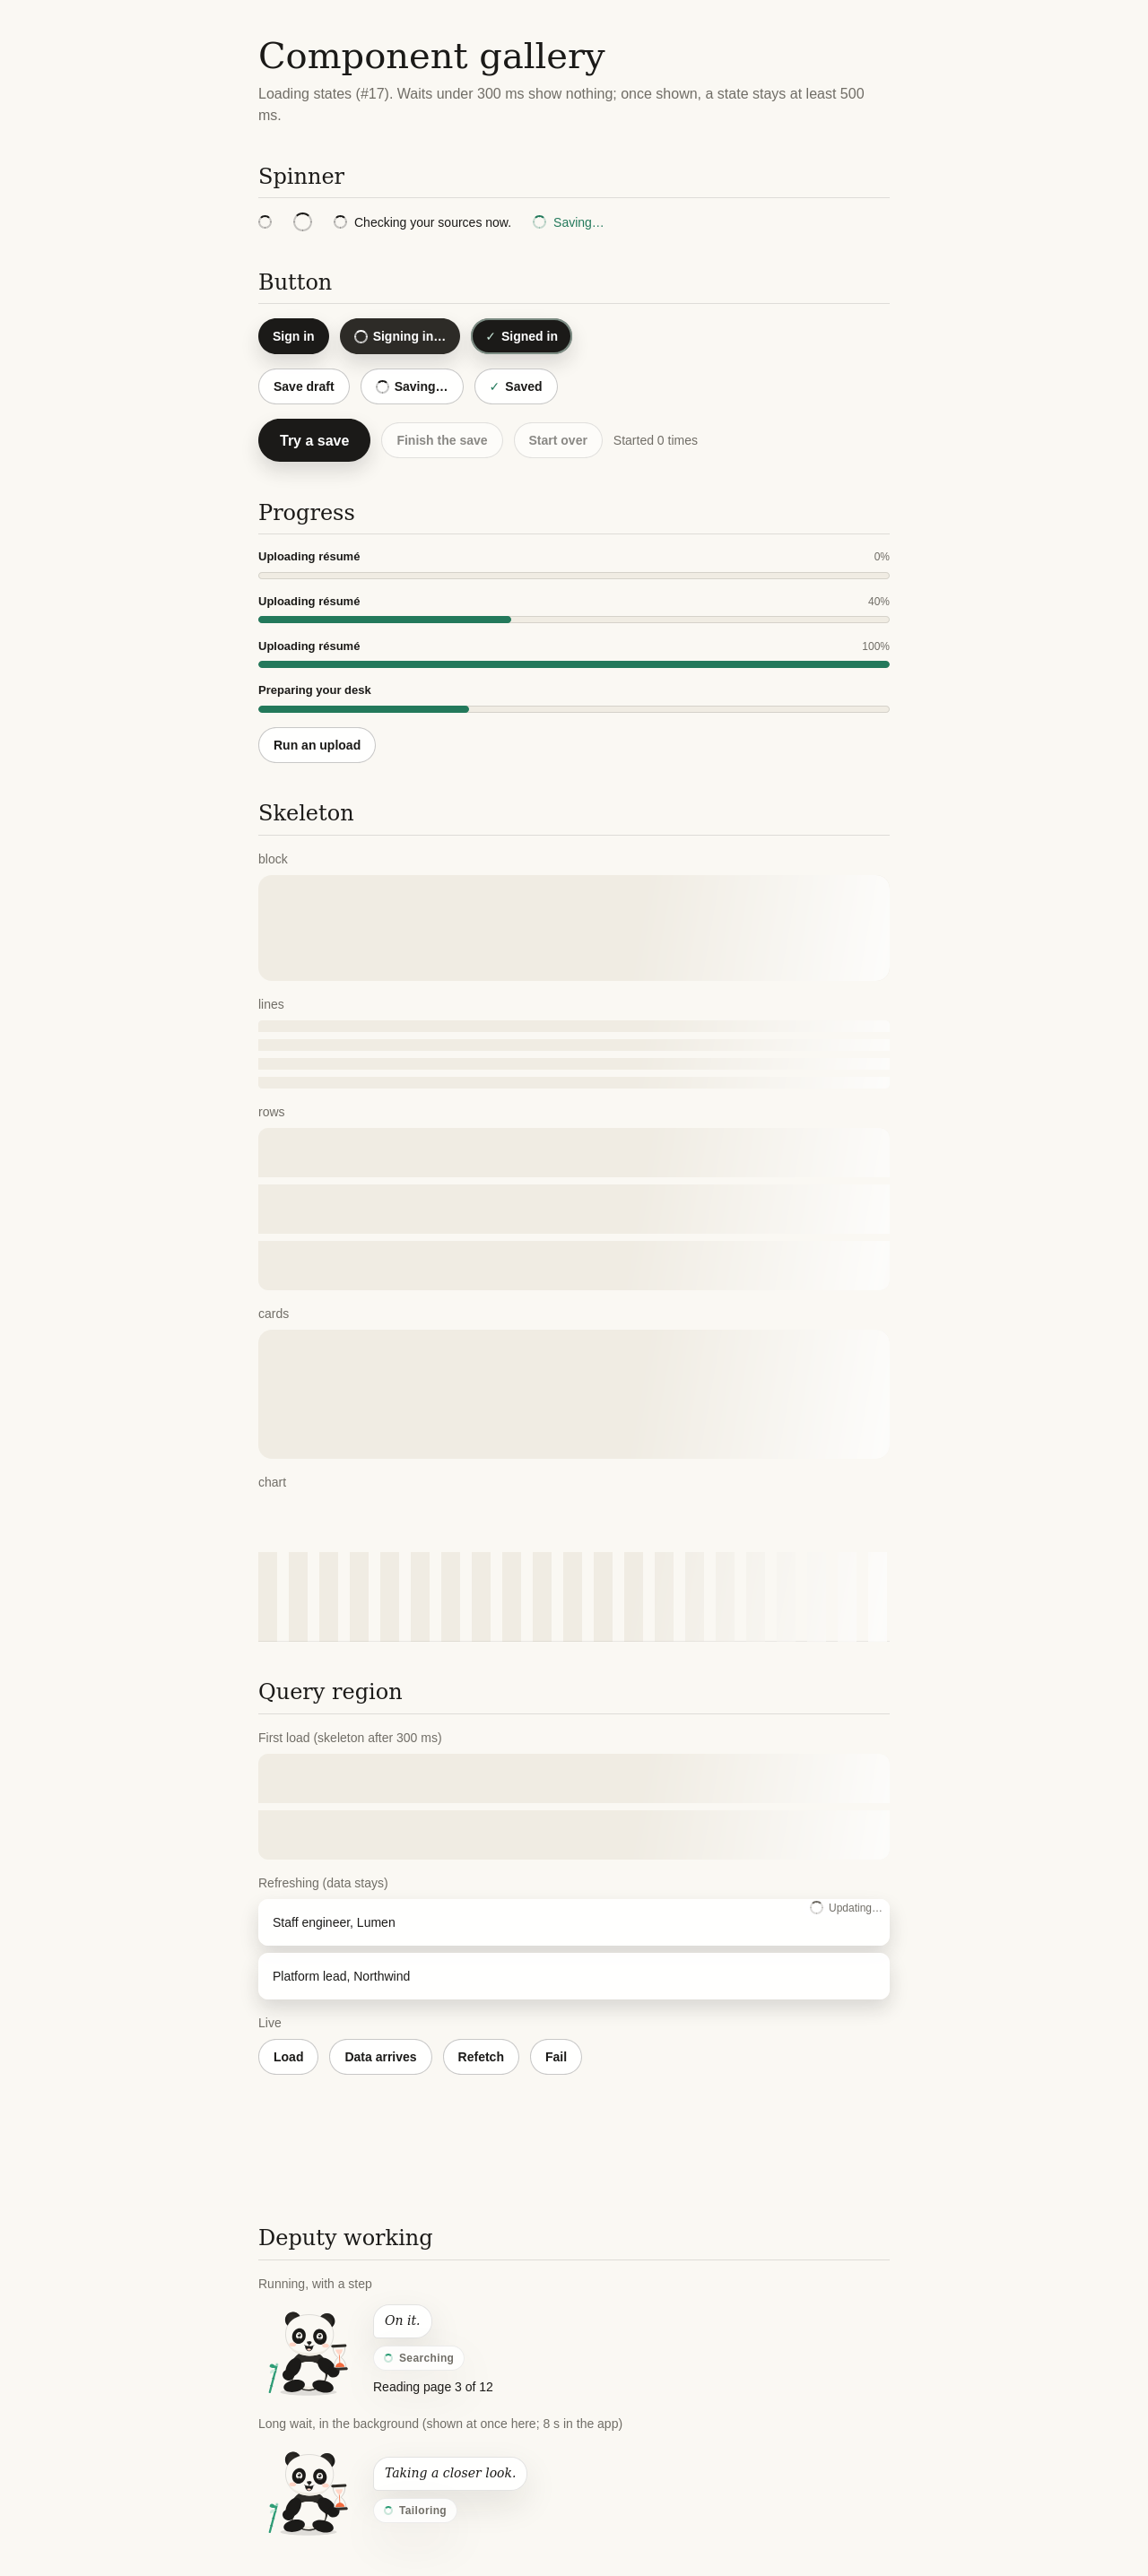 Component gallery
Loading states (#17). Waits under 300 ms show nothing; once shown, a state stays at least 500
ms.
Spinner
Checking your sources now. Saving…
Button
Sign in Signing in… ✓ Signed in
Save draft Saving… ✓ Saved
Try a save Finish the save Start over Started 0 times
Progress
Uploading résumé 0%
Uploading résumé 40%
Uploading résumé 100%
Preparing your desk
Run an upload
Skeleton
block
lines
rows
cards
chart
Query region
First load (skeleton after 300 ms)
Refreshing (data stays)
Updating…
Staff engineer, Lumen
Platform lead, Northwind
Live
Load Data arrives Refetch Fail
Deputy working
Running, with a step
On it.
Searching
Reading page 3 of 12
Long wait, in the background (shown at once here; 8 s in the app)
Taking a closer look.
Tailoring